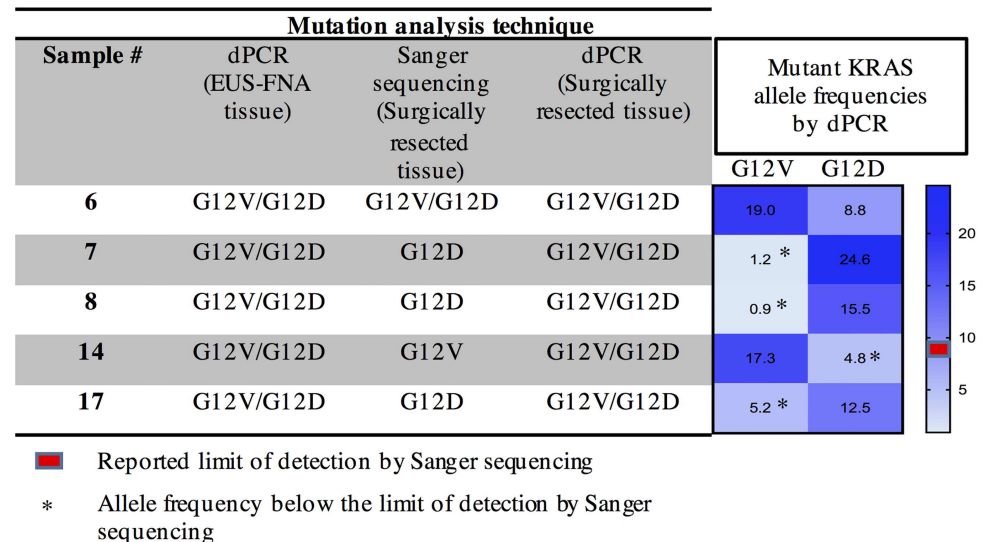 Mutation analysis technique
Sample #
dPCR
(EUS-FNA
tissue)
Sanger
sequencing
(Surgically
resected
tissue)
dPCR
(Surgically
resected tissue)
Mutant KRAS
allele frequencies
by dPCR
G12V G12D
6 G12V/G12D G12V/G12D G12V/G12D 19.0 8.8
7 G12V/G12D G12D G12V/G12D 1.2 * 24.6
8 G12V/G12D G12D G12V/G12D 0.9 * 15.5
14 G12V/G12D G12V G12V/G12D 17.3 4.8 *
17 G12V/G12D G12D G12V/G12D 5.2 * 12.5
20
15
10
5
Reported limit of detection by Sanger sequencing
* Allele frequency below the limit of detection by Sanger
sequencing